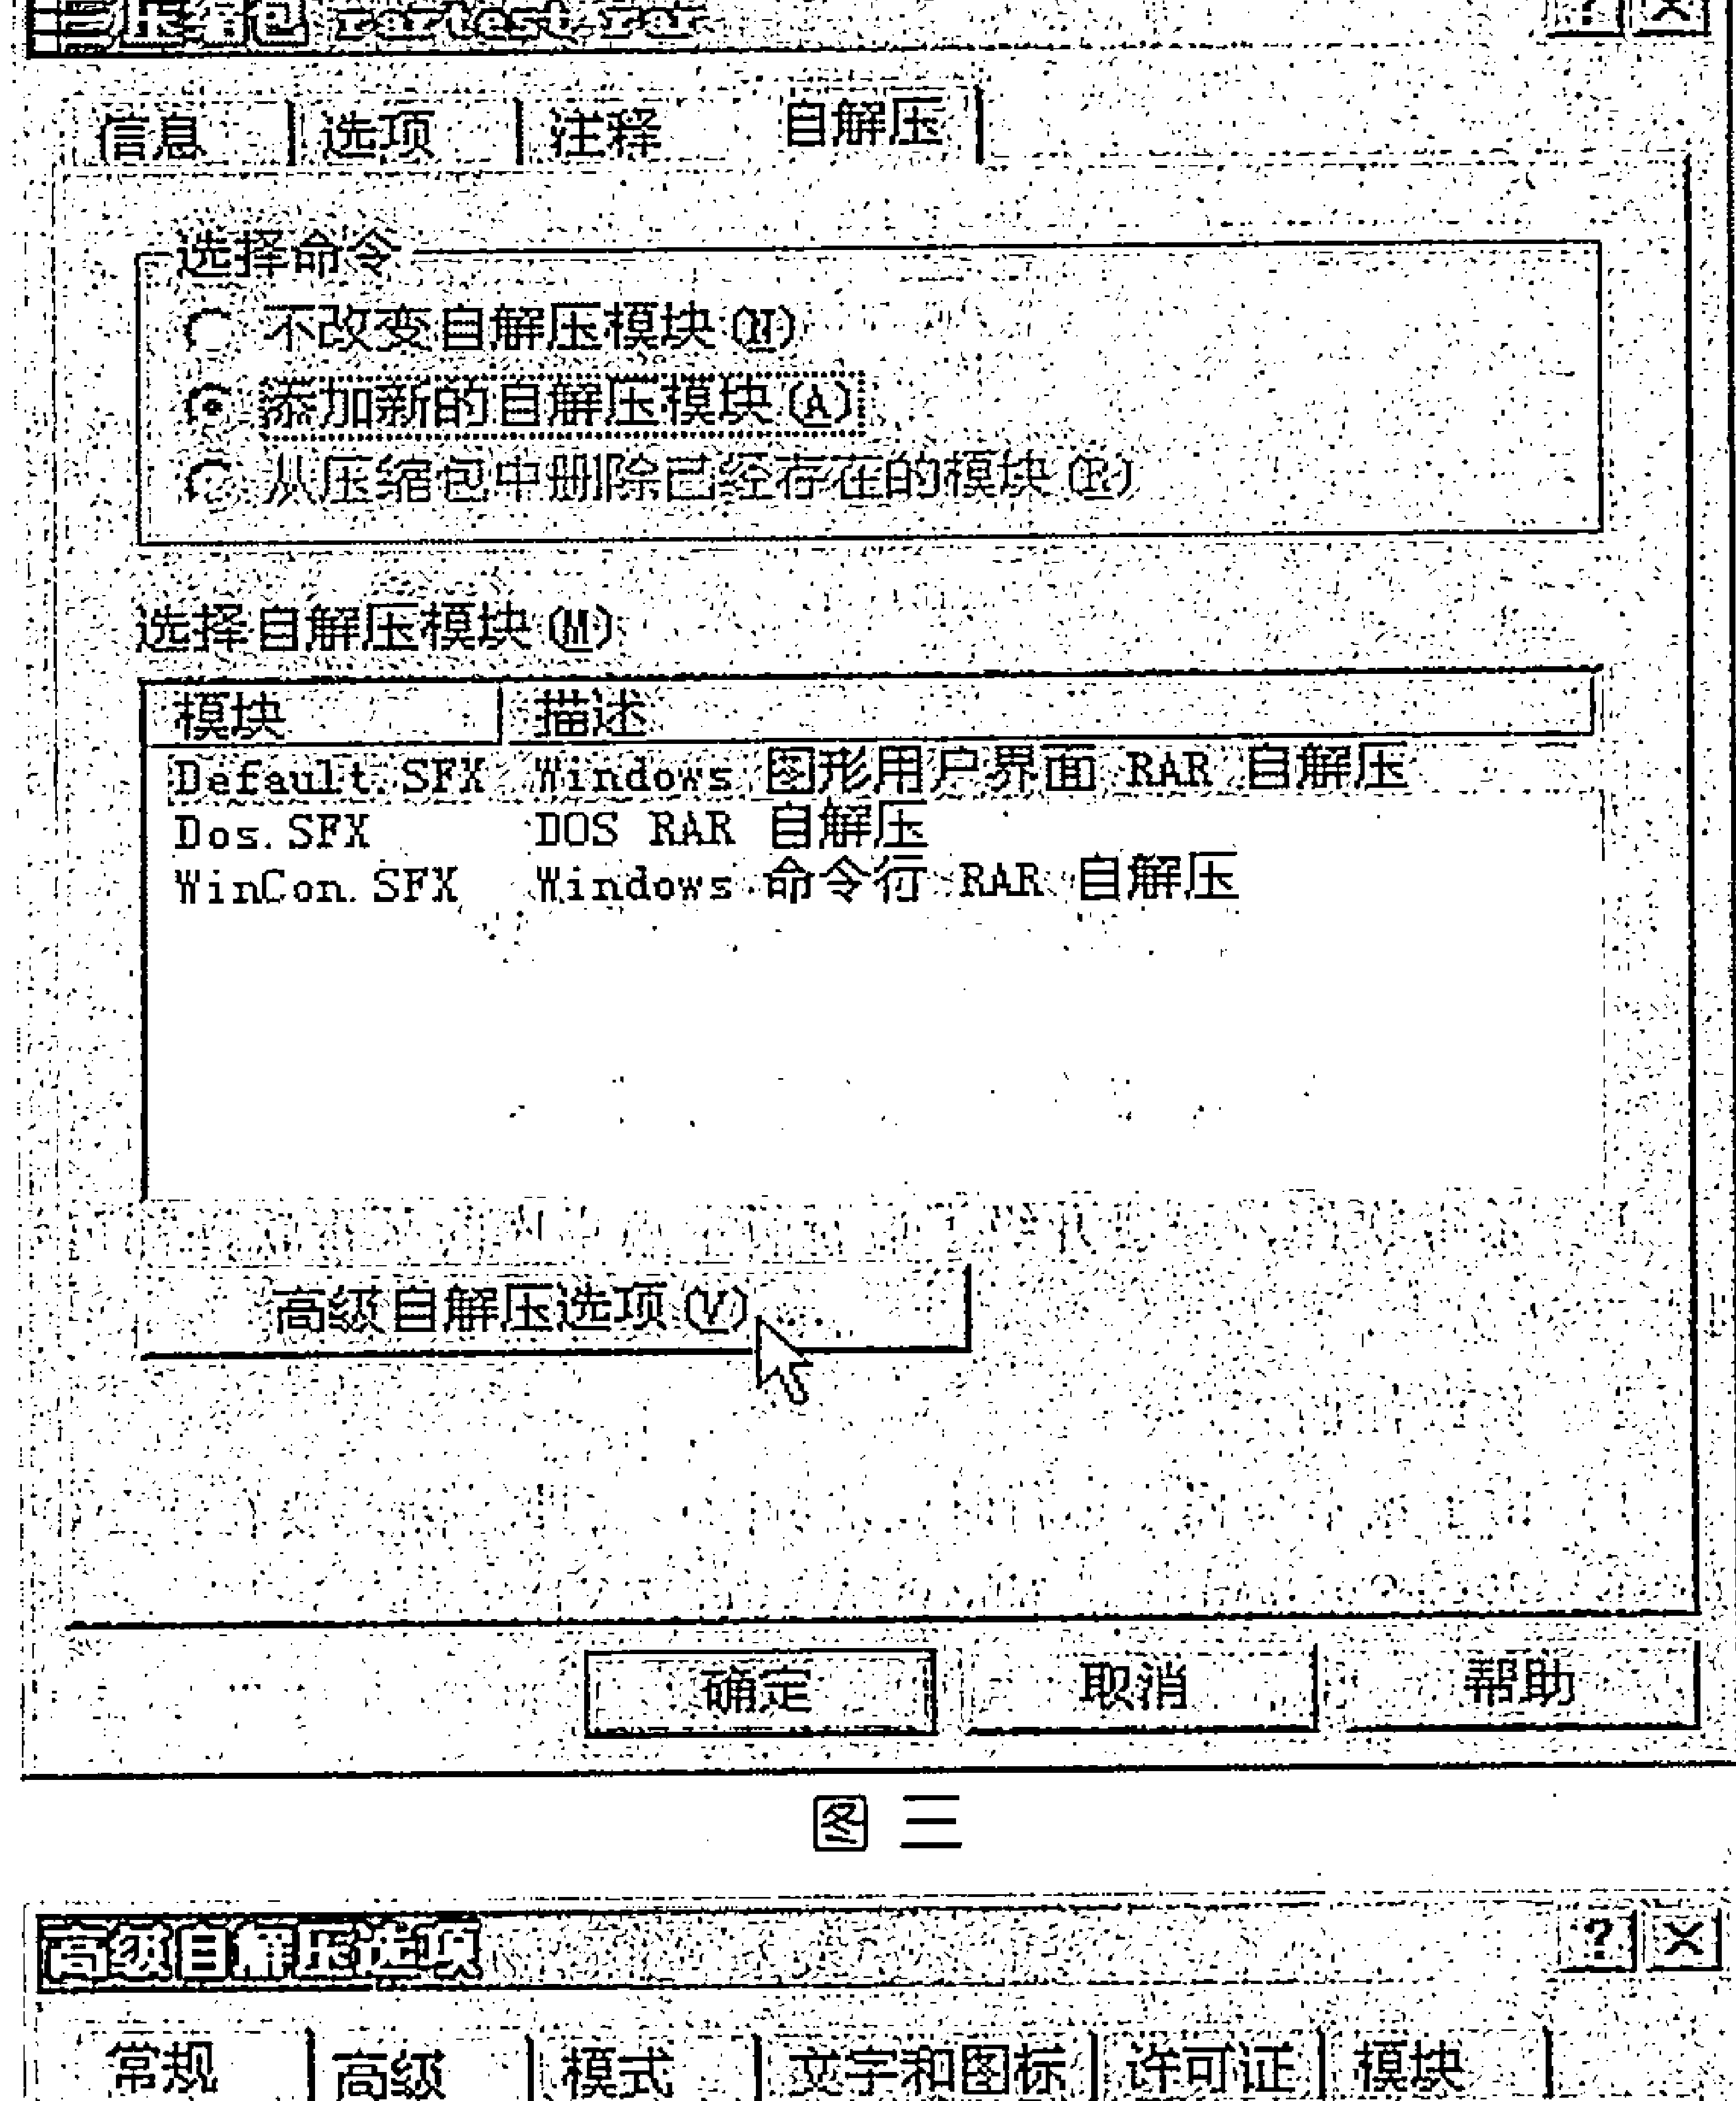 压缩包 rartest.rar
信息 选项 注释 自解压
选择命令
不改变自解压模块(N)
添加新的自解压模块(A)
从压缩包中删除已经存在的模块(R)
选择自解压模块(M)
模块 描述
Default.SFX Windows 图形用户界面 RAR 自解压
Dos.SFX DOS RAR 自解压
WinCon.SFX Windows 命令行 RAR 自解压
高级自解压选项(V)...
确定 取消 帮助
图 三
高级自解压选项
常规 高级 模式 文字和图标 许可证 模块